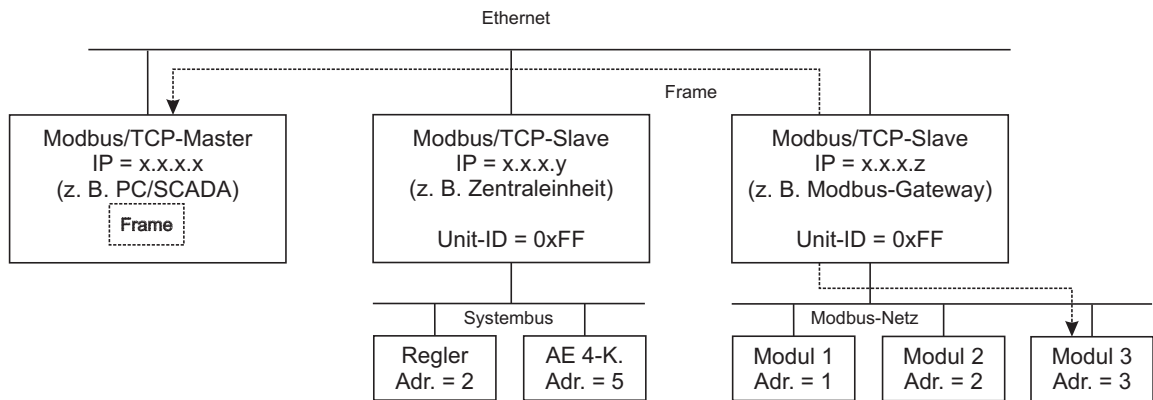 Ethernet
Frame
Modbus/TCP-Master
IP = x.x.x.x
(z. B. PC/SCADA)
Frame
Modbus/TCP-Slave
IP = x.x.x.y
(z. B. Zentraleinheit)
Unit-ID = 0xFF
Modbus/TCP-Slave
IP = x.x.x.z
(z. B. Modbus-Gateway)
Unit-ID = 0xFF
Systembus
Regler
Adr. = 2
AE 4-K.
Adr. = 5
Modbus-Netz
Modul 1
Adr. = 1
Modul 2
Adr. = 2
Modul 3
Adr. = 3